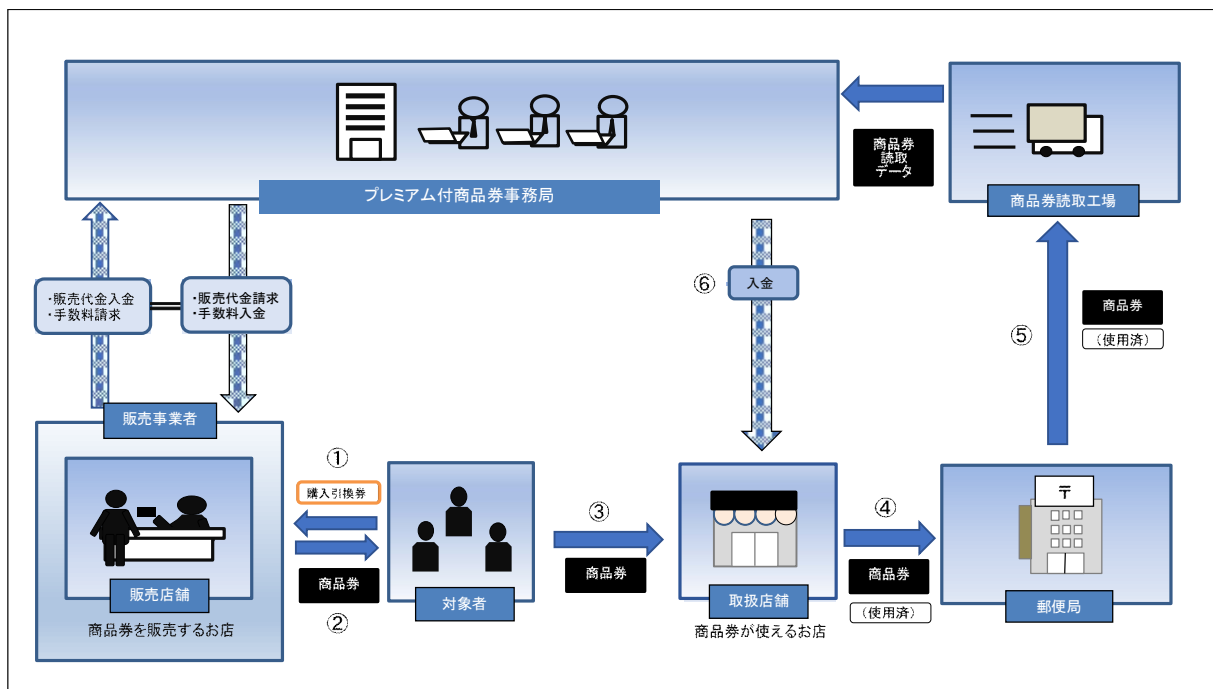 プレミアム付商品券事務局
商品券
読取
データ
商品券読取工場
・販売代金入金
・手数料請求
・販売代金請求
・手数料入金
⑥
入金
⑤
商品券
（使用済）
販売事業者
販売店舗
商品券を販売するお店
①
購入引換券
商品券
②
対象者
③
商品券
取扱店舗
商品券が使えるお店
④
商品券
（使用済）
〒
郵便局